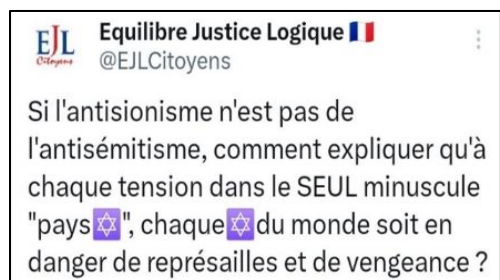 EJL
Citoyens
Equilibre Justice Logique 🇫🇷
@EJLCitoyens
Si l'antisionisme n'est pas de
l'antisémitisme, comment expliquer qu'à
chaque tension dans le SEUL minuscule
"pays✡️", chaque✡️du monde soit en
danger de représailles et de vengeance ?